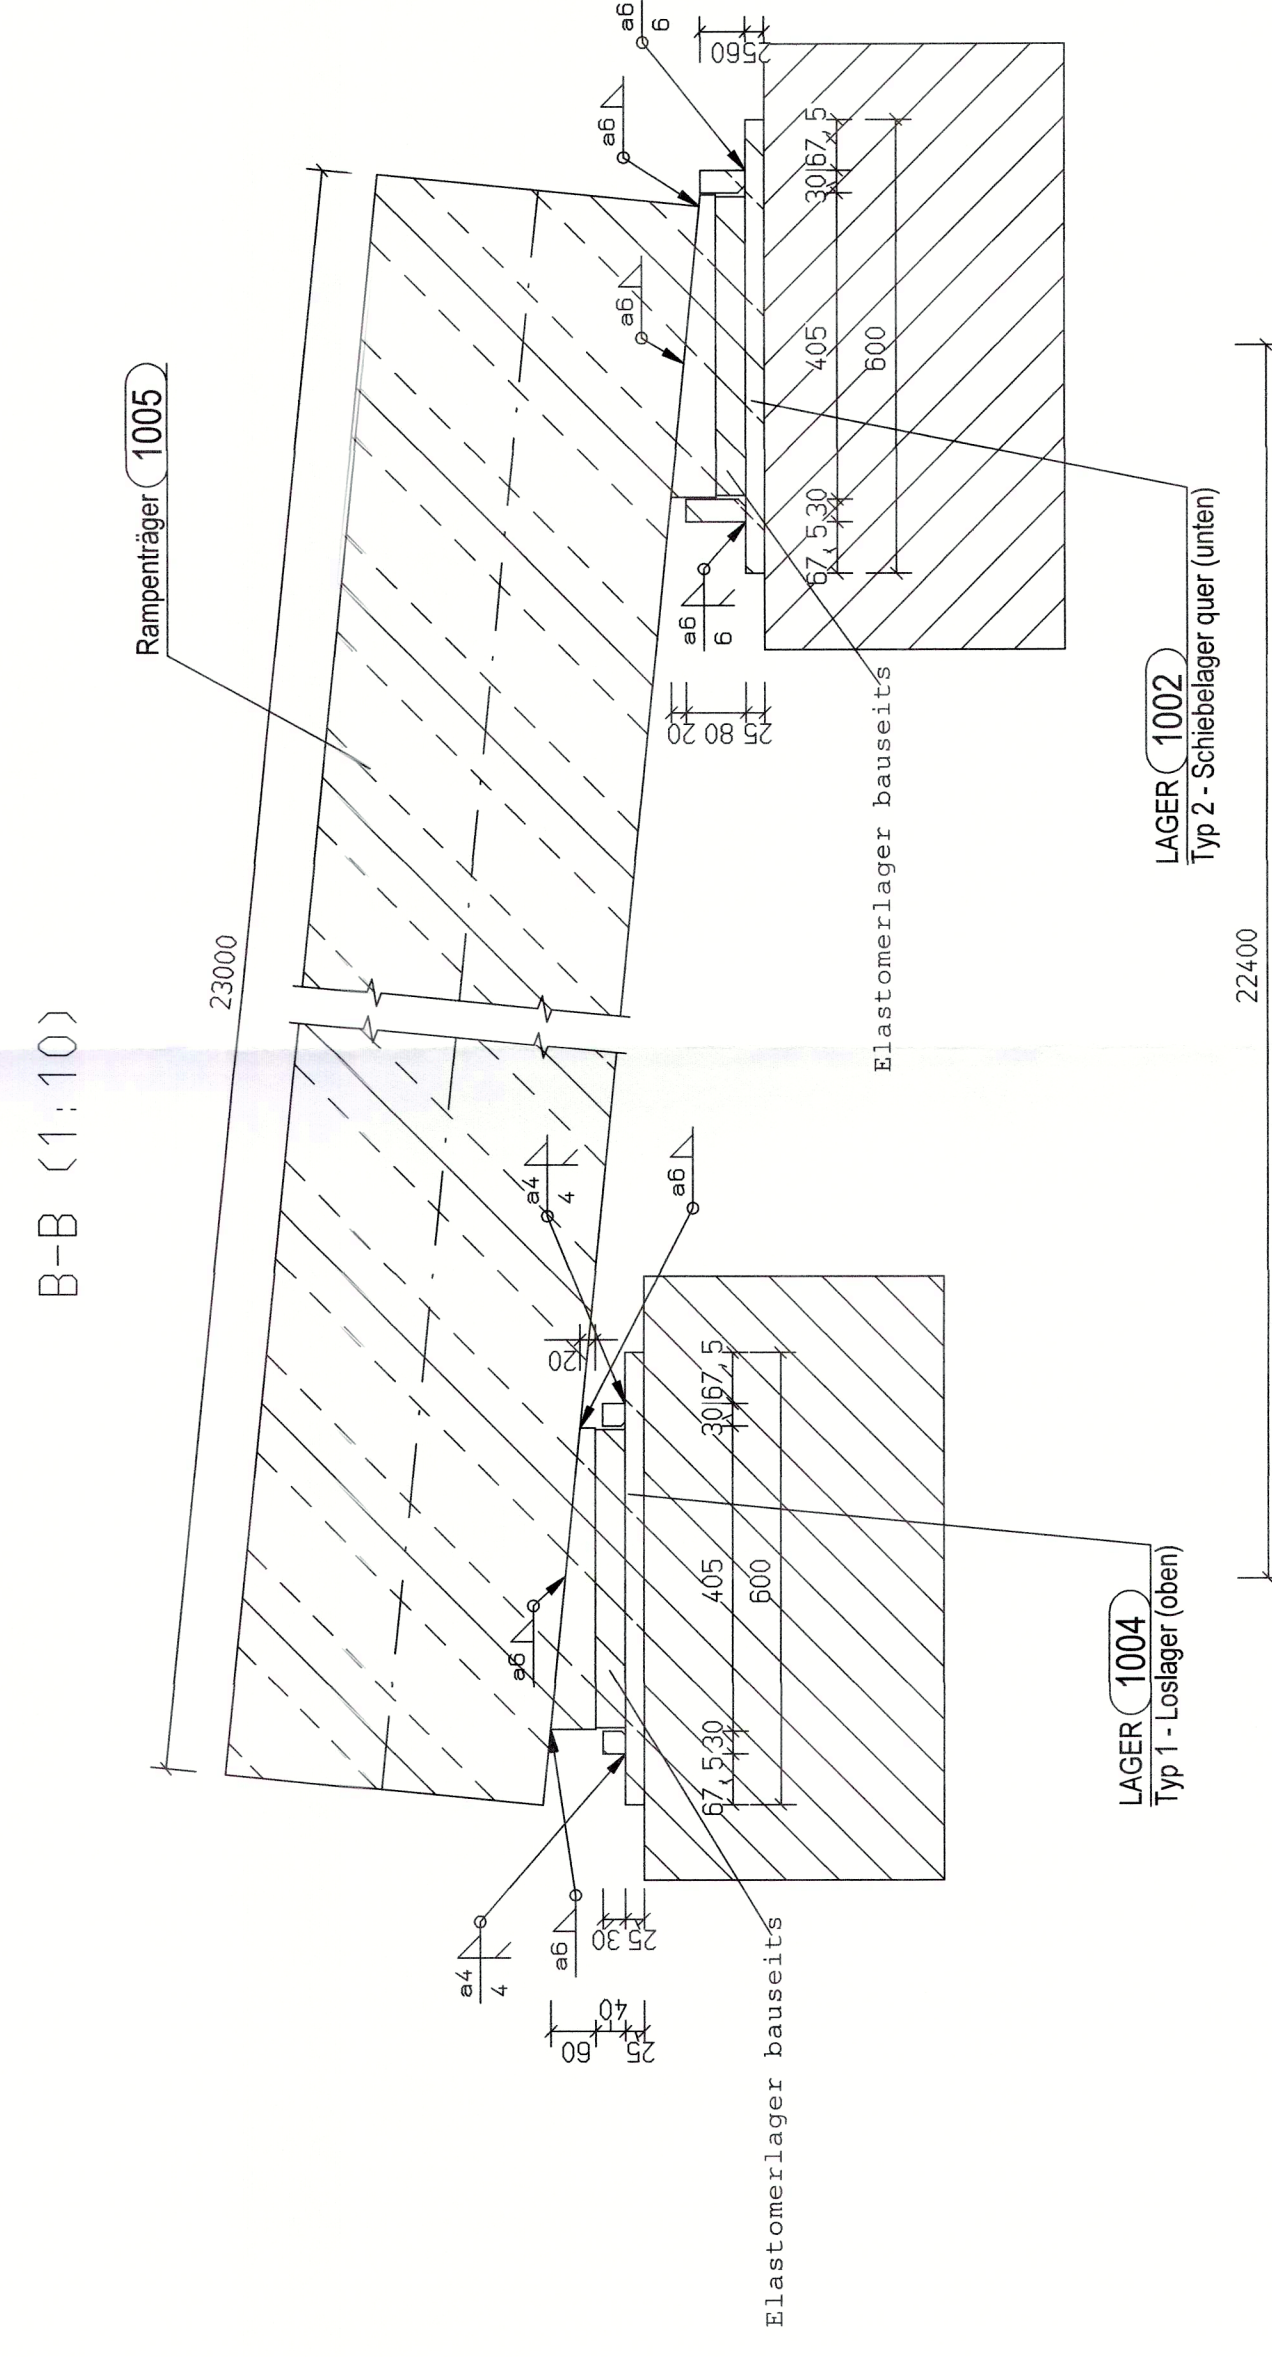 B-B (1:10)
Rampenträger 1005
23000
a4
4
a6
a6
a4
4
a6
20
60
40
25
30
25
67,5 30 405 30 67,5
600
Elastomerlager bauseits
LAGER 1004
Typ 1 - Loslager (oben)
a6
6
a6
a6
a6
6
20
80
25
60
25
67,5 30 405 30 67,5
600
Elastomerlager bauseits
LAGER 1002
Typ 2 - Schiebelager quer (unten)
22400